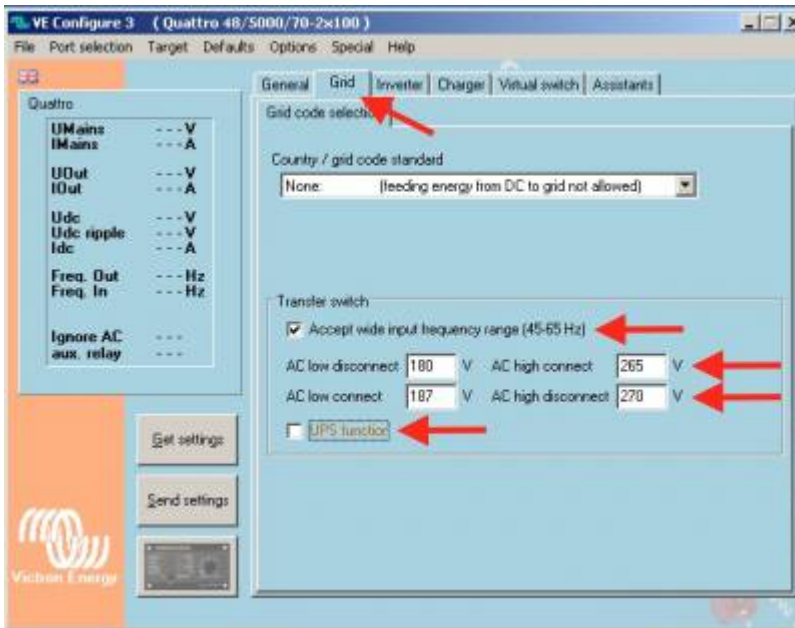 VE Configure 3 ( Quattro 48/5000/70-2x100 )
File Port selection Target Defaults Options Special Help
General Grid Inverter Charger Virtual switch Assistants
Quattro
UMains ---V
IMains ---A
UOut ---V
IOut ---A
Udc ---V
Udc ripple ---V
Idc ---A
Freq. Out ---Hz
Freq. In ---Hz
Ignore AC ---
aux. relay ---
Grid code selection
Country / grid code standard
None: (feeding energy from DC to grid not allowed)
Transfer switch
Accept wide input frequency range (45-65 Hz)
AC low disconnect 180 V AC high connect 265 V
AC low connect 187 V AC high disconnect 270 V
UPS function
Get settings
Send settings
Victron Energy